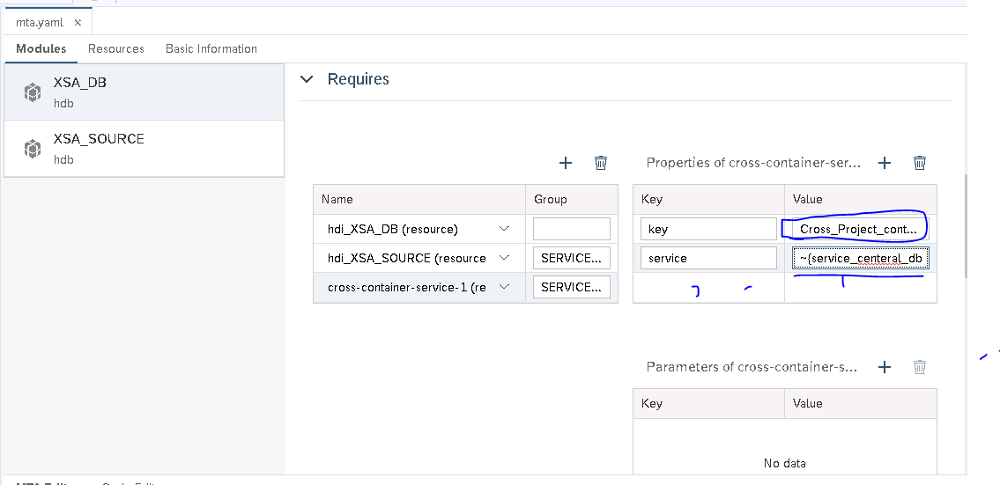 mta.yaml ×
Modules Resources Basic Information
XSA_DB
hdb
XSA_SOURCE
hdb
Requires
Properties of cross-container-ser...
Name Group
Key Value
hdi_XSA_DB (resource)
key Cross_Project_cont...
hdi_XSA_SOURCE (resource SERVICE...
service ~{service_centeral_db
cross-container-service-1 (re SERVICE...
Parameters of cross-container-s...
Key Value
No data